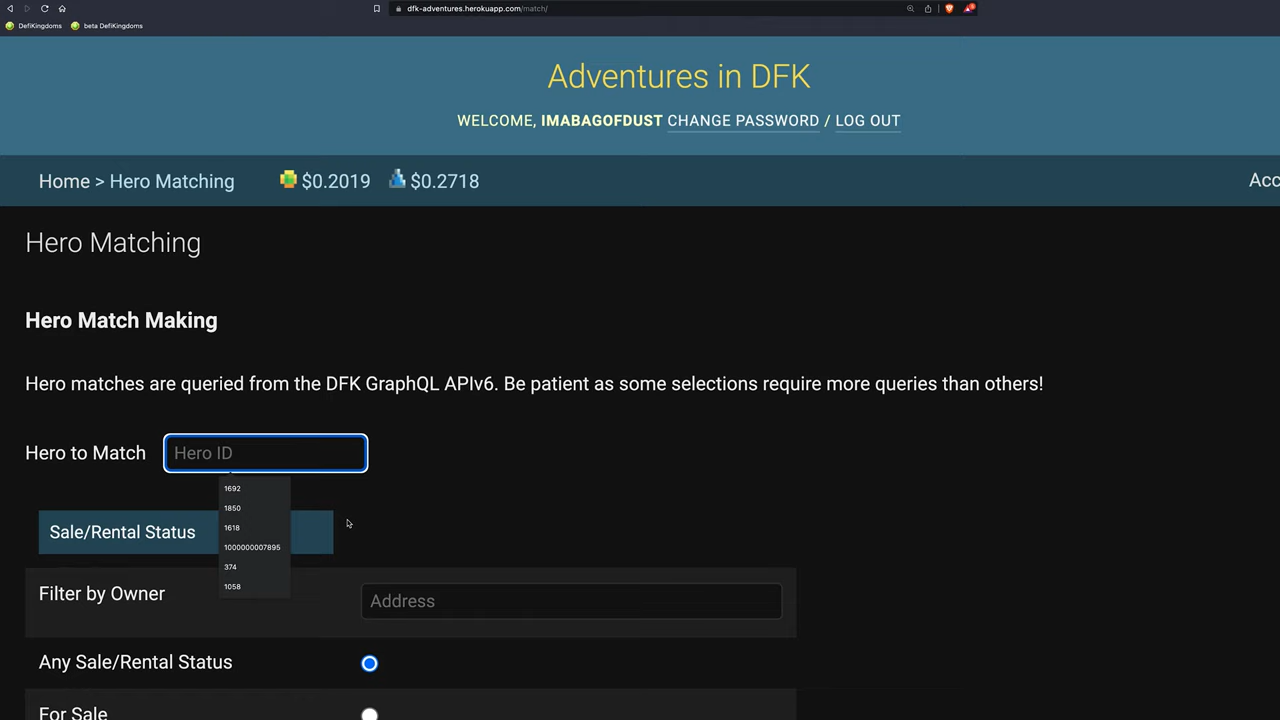 dfk-adventures.herokuapp.com/match/
DefiKingdoms
beta DefiKingdoms
Adventures in DFK
WELCOME, IMABAGOFDUST CHANGE PASSWORD / LOG OUT
Home > Hero Matching $0.2019 $0.2718 Acc
Hero Matching
Hero Match Making
Hero matches are queried from the DFK GraphQL APIv6. Be patient as some selections require more queries than others!
Hero to Match Hero ID
1692
1850
1618
1000000007895
374
1058
Sale/Rental Status
Filter by Owner Address
Any Sale/Rental Status
For Sale